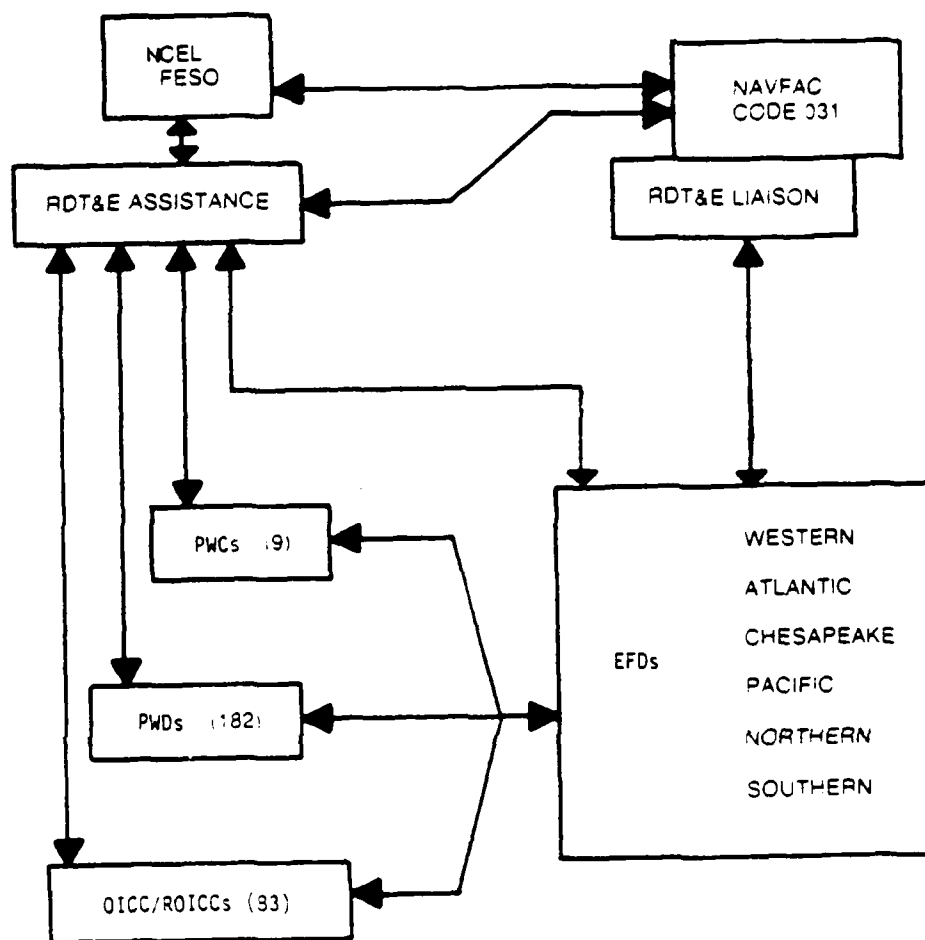 NCEL
FESO
NAVFAC
CODE 031
RDT&E ASSISTANCE
RDT&E LIAISON
PWCs (9)
PWDs (182)
OICC/ROICCs (83)
EFDs
WESTERN
ATLANTIC
CHESAPEAKE
PACIFIC
NORTHERN
SOUTHERN